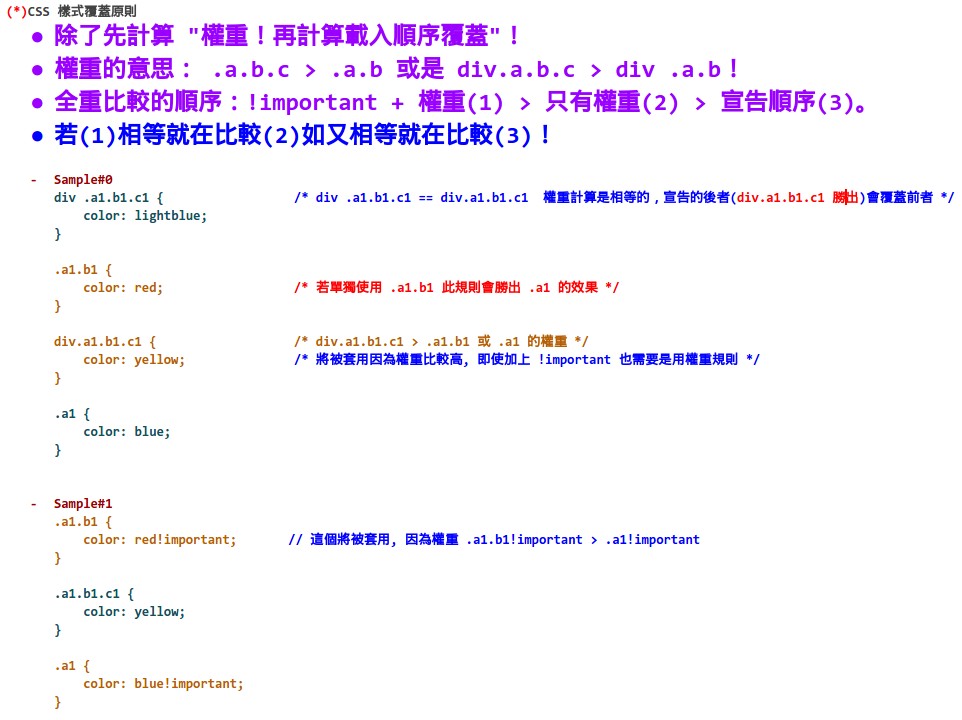 (*)CSS 樣式覆蓋原則
● 除了先計算 "權重！再計算載入順序覆蓋"！
● 權重的意思： .a.b.c > .a.b 或是 div.a.b.c > div .a.b！
● 全重比較的順序：!important + 權重(1) > 只有權重(2) > 宣告順序(3)。
● 若(1)相等就在比較(2)如又相等就在比較(3)！
- Sample#0
div .a1.b1.c1 { /* div .a1.b1.c1 == div.a1.b1.c1 權重計算是相等的，宣告的後者(div.a1.b1.c1 勝出)會覆蓋前者 */
color: lightblue;
}
.a1.b1 {
color: red; /* 若單獨使用 .a1.b1 此規則會勝出 .a1 的效果 */
}
div.a1.b1.c1 { /* div.a1.b1.c1 > .a1.b1 或 .a1 的權重 */
color: yellow; /* 將被套用因為權重比較高, 即使加上 !important 也需要是用權重規則 */
}
.a1 {
color: blue;
}
- Sample#1
.a1.b1 {
color: red!important; // 這個將被套用, 因為權重 .a1.b1!important > .a1!important
}
.a1.b1.c1 {
color: yellow;
}
.a1 {
color: blue!important;
}